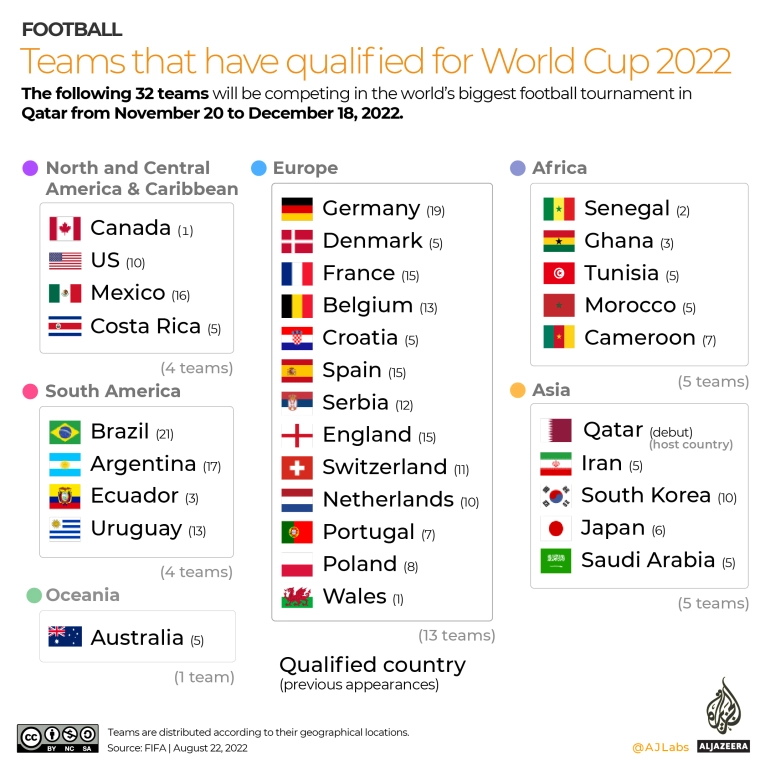 FOOTBALL
Teams that have qualified for World Cup 2022
The following 32 teams will be competing in the world's biggest football tournament in
Qatar from November 20 to December 18, 2022.
North and Central
America & Caribbean
Canada (1)
US (10)
Mexico (16)
Costa Rica (5)
(4 teams)
South America
Brazil (21)
Argentina (17)
Ecuador (3)
Uruguay (13)
(4 teams)
Oceania
Australia (5)
(1 team)
Europe
Germany (19)
Denmark (5)
France (15)
Belgium (13)
Croatia (5)
Spain (15)
Serbia (12)
England (15)
Switzerland (11)
Netherlands (10)
Portugal (7)
Poland (8)
Wales (1)
(13 teams)
Qualified country
(previous appearances)
Africa
Senegal (2)
Ghana (3)
Tunisia (5)
Morocco (5)
Cameroon (7)
(5 teams)
Asia
Qatar (debut)
(host country)
Iran (5)
South Korea (10)
Japan (6)
Saudi Arabia (5)
(5 teams)
cc BY NC SA
Teams are distributed according to their geographical locations.
Source: FIFA | August 22, 2022
@AJLabs
ALJAZEERA